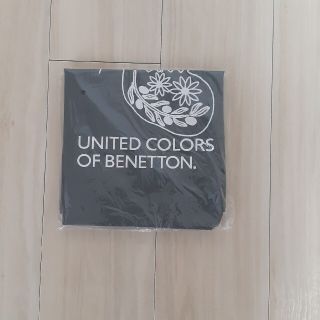 UNITED COLORS
OF BENETTON.